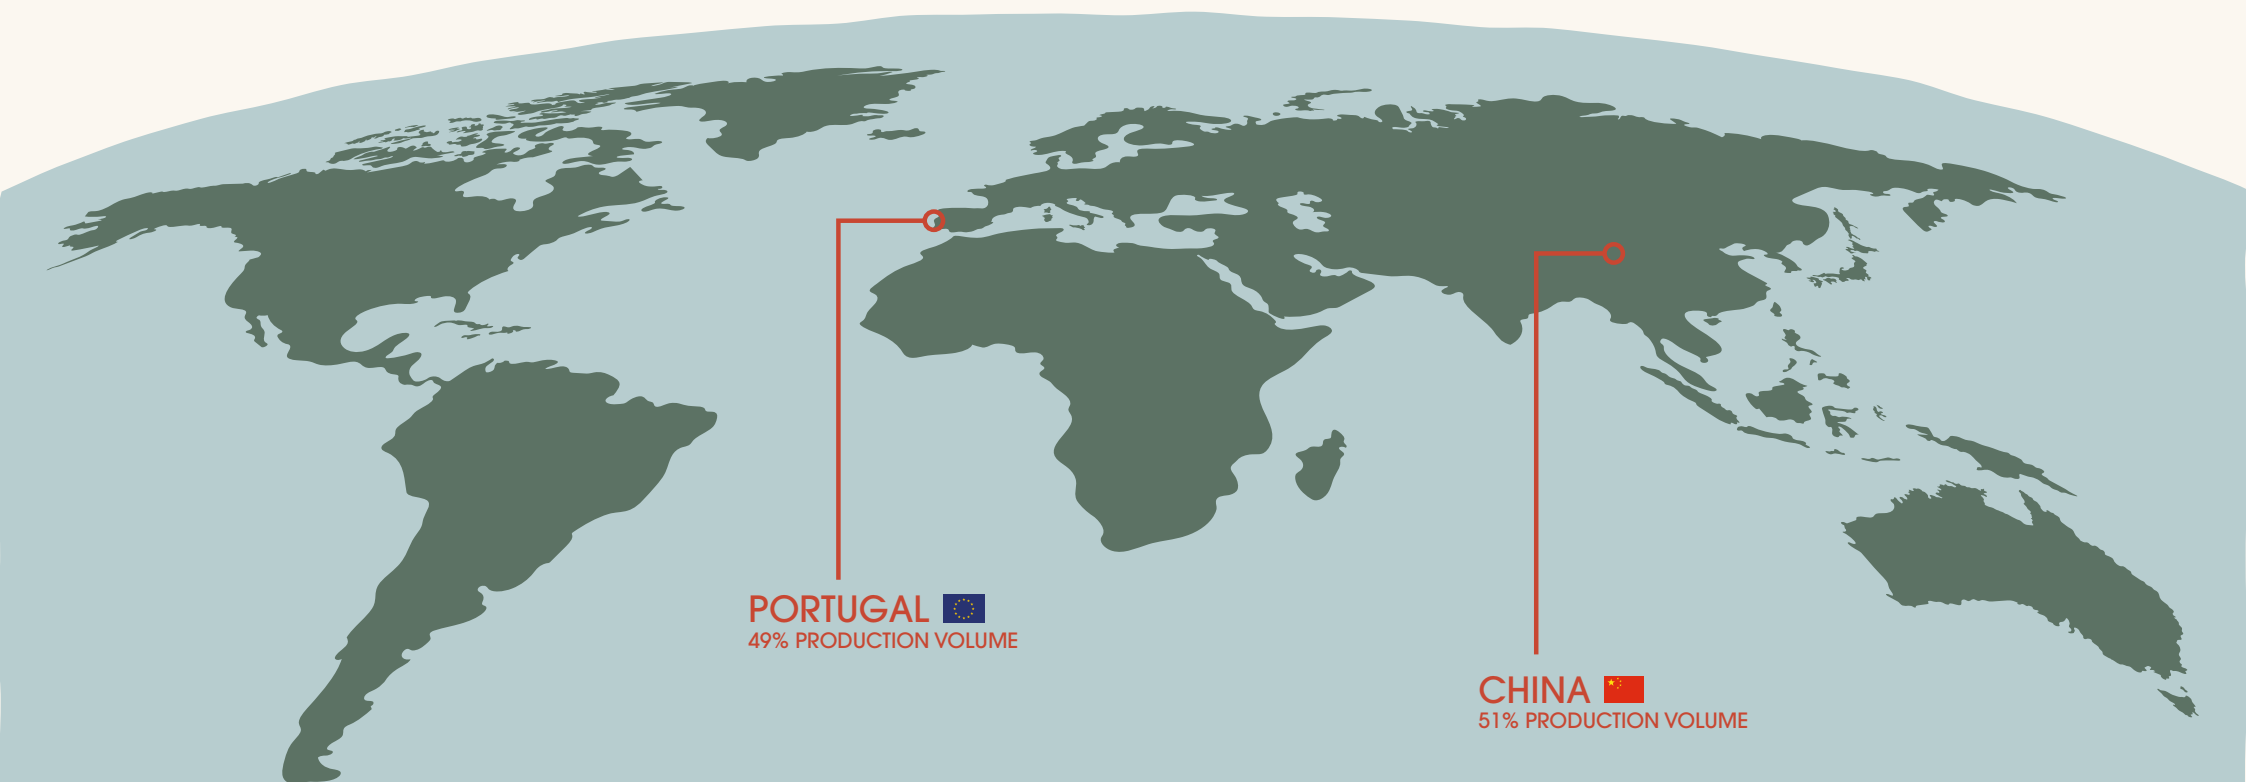 PORTUGAL
49% PRODUCTION VOLUME
CHINA
51% PRODUCTION VOLUME